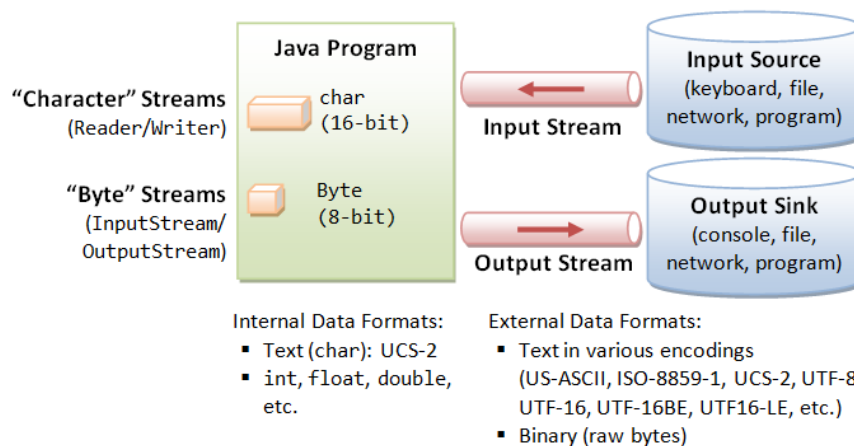 Java Program
“Character” Streams
(Reader/Writer)
char
(16-bit)
“Byte” Streams
(InputStream/
OutputStream)
Byte
(8-bit)
Input Stream
Output Stream
Input Source
(keyboard, file,
network, program)
Output Sink
(console, file,
network, program)
Internal Data Formats:
▪ Text (char): UCS-2
▪ int, float, double,
etc.
External Data Formats:
▪ Text in various encodings
(US-ASCII, ISO-8859-1, UCS-2, UTF-8
UTF-16, UTF-16BE, UTF16-LE, etc.)
▪ Binary (raw bytes)